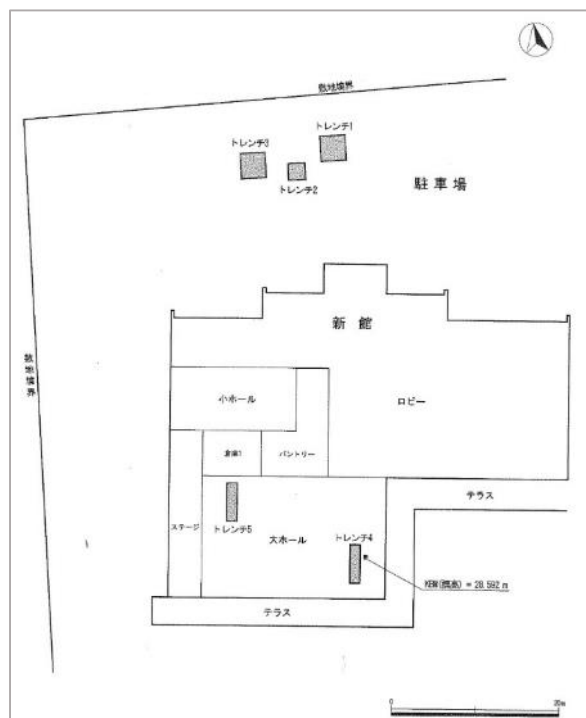 敷地境界
トレンチ1
トレンチ3
トレンチ2
駐車場
新館
敷地境界
小ホール
ロビー
倉庫1
パントリー
テラス
ステージ
トレンチ5
大ホール
トレンチ4
KBM(標高) = 28.592 m
テラス
0
20m